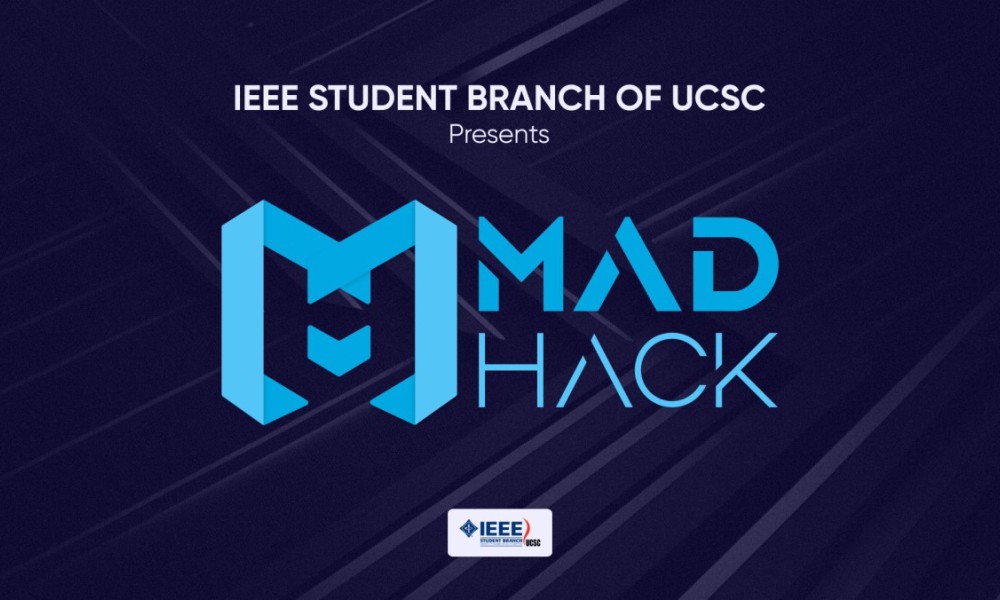 IEEE STUDENT BRANCH OF UCSC
Presents
MAD
HACK
IEEE
STUDENT BRANCH
UCSC